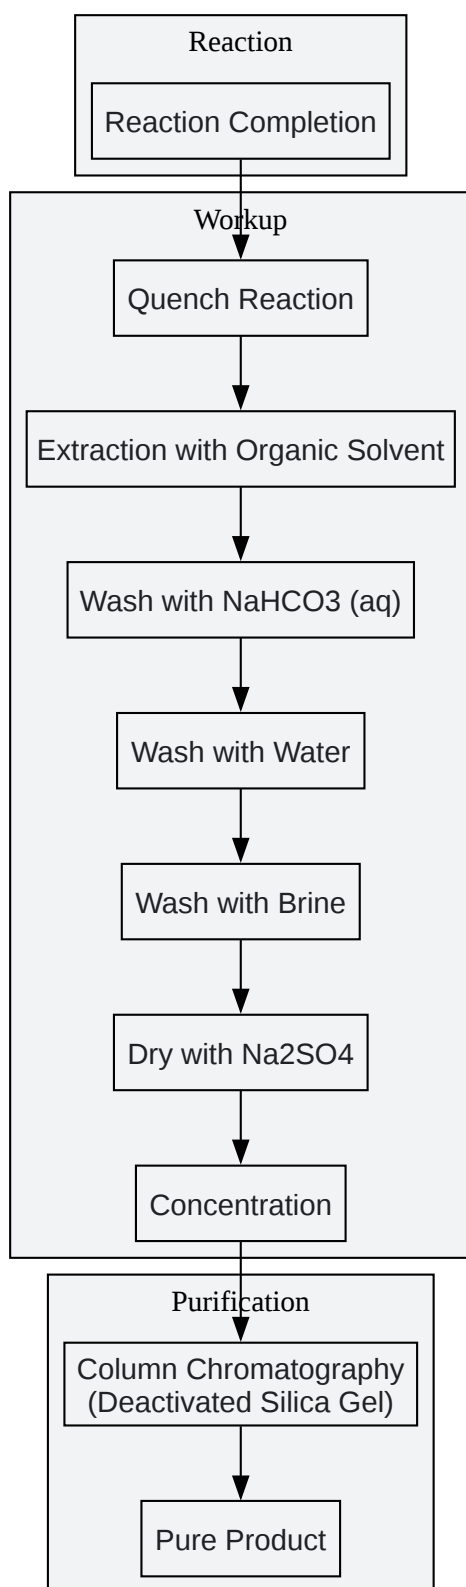 Reaction
Reaction Completion
Workup
Quench Reaction
Extraction with Organic Solvent
Wash with NaHCO3 (aq)
Wash with Water
Wash with Brine
Dry with Na2SO4
Concentration
Purification
Column Chromatography
(Deactivated Silica Gel)
Pure Product